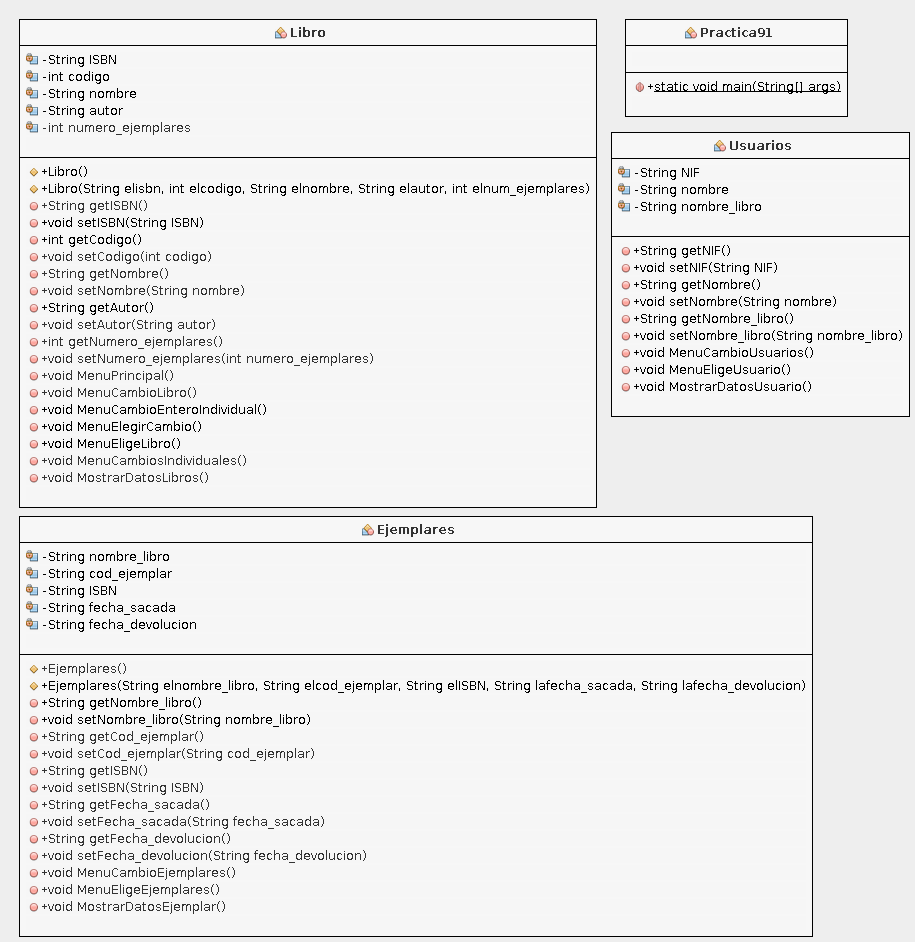 Libro
-String ISBN
-int codigo
-String nombre
-String autor
-int numero_ejemplares
+Libro()
+Libro(String elisbn, int elcodigo, String elnombre, String elautor, int elnum_ejemplares)
+String getISBN()
+void setISBN(String ISBN)
+int getCodigo()
+void setCodigo(int codigo)
+String getNombre()
+void setNombre(String nombre)
+String getAutor()
+void setAutor(String autor)
+int getNumero_ejemplares()
+void setNumero_ejemplares(int numero_ejemplares)
+void MenuPrincipal()
+void MenuCambioLibro()
+void MenuCambioEnteroIndividual()
+void MenuElegirCambio()
+void MenuEligeLibro()
+void MenuCambiosIndividuales()
+void MostrarDatosLibros()
Practica91
+static void main(String[] args)
Usuarios
-String NIF
-String nombre
-String nombre_libro
+String getNIF()
+void setNIF(String NIF)
+String getNombre()
+void setNombre(String nombre)
+String getNombre_libro()
+void setNombre_libro(String nombre_libro)
+void MenuCambioUsuarios()
+void MenuEligeUsuario()
+void MostrarDatosUsuario()
Ejemplares
-String nombre_libro
-String cod_ejemplar
-String ISBN
-String fecha_sacada
-String fecha_devolucion
+Ejemplares()
+Ejemplares(String elnombre_libro, String elcod_ejemplar, String elISBN, String lafecha_sacada, String lafecha_devolucion)
+String getNombre_libro()
+void setNombre_libro(String nombre_libro)
+String getCod_ejemplar()
+void setCod_ejemplar(String cod_ejemplar)
+String getISBN()
+void setISBN(String ISBN)
+String getFecha_sacada()
+void setFecha_sacada(String fecha_sacada)
+String getFecha_devolucion()
+void setFecha_devolucion(String fecha_devolucion)
+void MenuCambioEjemplares()
+void MenuEligeEjemplares()
+void MostrarDatosEjemplar()